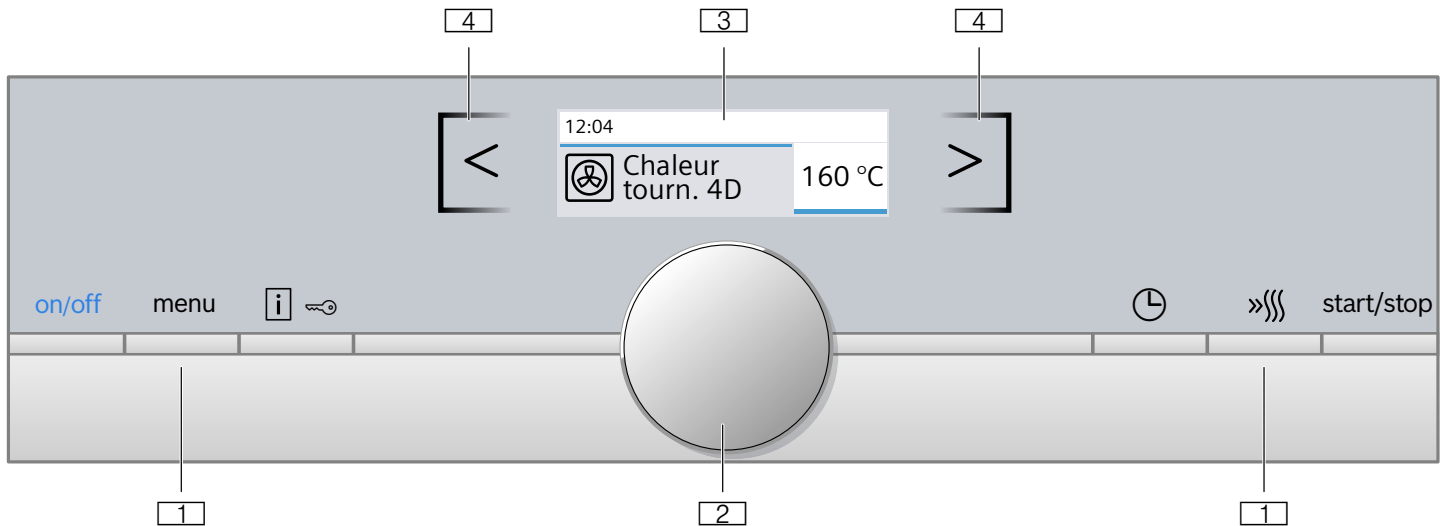 4 3 4
12:04
< Chaleur tourn. 4D 160 °C >
on/off menu i start/stop
1 2 1